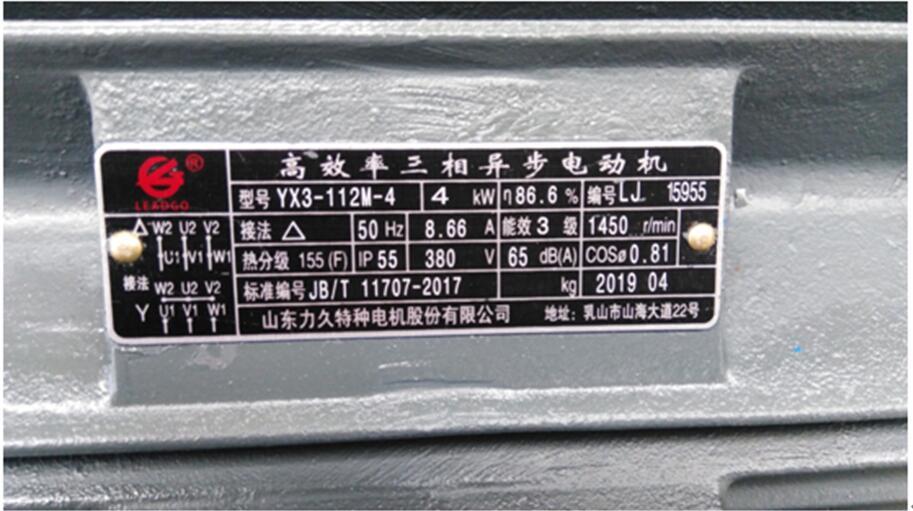 高效率三相异步电动机
®
LEADGO
型号 YX3-112M-4 4 kW η86.6 % 编号 LJ 15955
接法 △ 50 Hz 8.66 A 能效 3 级 1450 r/min
热分级 155 (F) IP 55 380 V 65 dB(A) COSø 0.81
标准编号 JB/T 11707-2017 kg 2019 04
山东力久特种电机股份有限公司 地址: 乳山市山海大道22号
△ W2 U2 V2
U1 V1 W1
接法 W2 U2 V2
Y U1 V1 W1